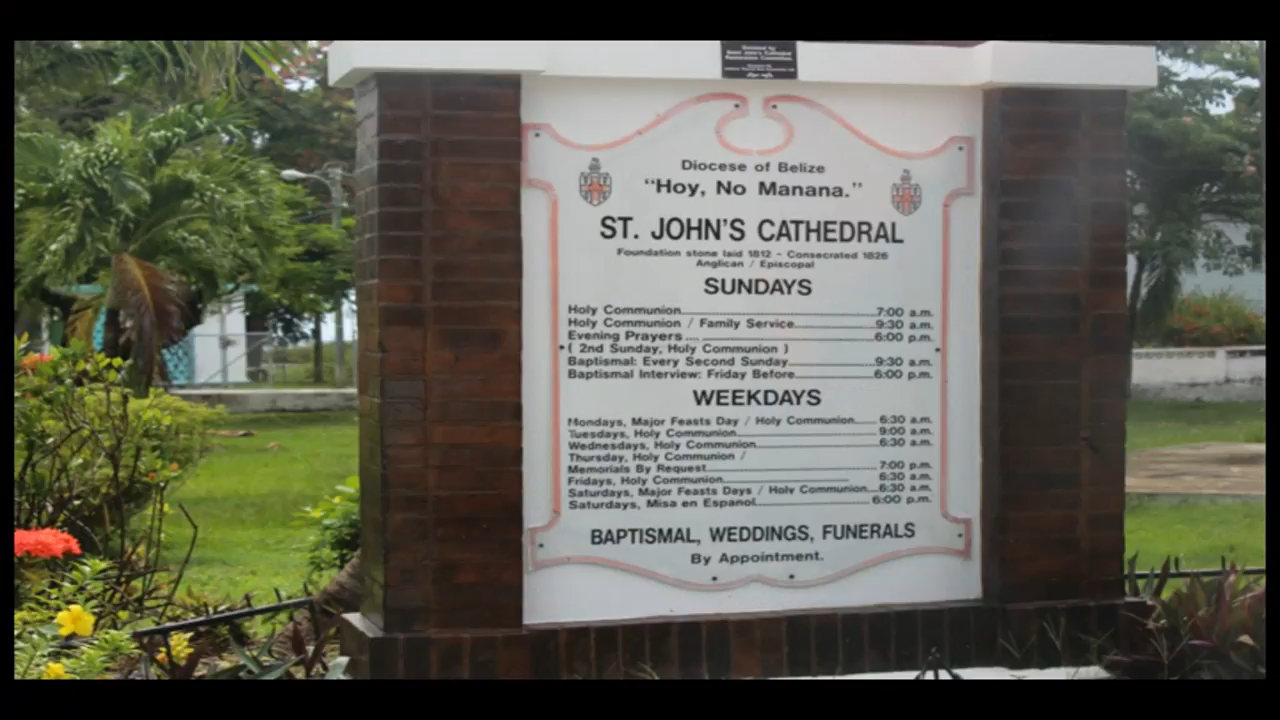 Diocese of Belize
"Hoy, No Manana."
ST. JOHN'S CATHEDRAL
Foundation stone laid 1812 - Consecrated 1826
Anglican / Episcopal
SUNDAYS
Holy Communion............7:00 a.m.
Holy Communion / Family Service............9:30 a.m.
Evening Prayers ... ............6:00 p.m.
( 2nd Sunday, Holy Communion )
Baptismal: Every Second Sunday............9:30 a.m.
Baptismal Interview: Friday Before............6:00 p.m.
WEEKDAYS
Mondays, Major Feasts Day / Holy Communion...... 6:30 a.m.
Tuesdays, Holy Communion............ 9:00 a.m.
Wednesdays, Holy Communion............6:30 a.m.
Thursday, Holy Communion /
Memorials By Request............ 7:00 p.m.
Fridays, Holy Communion............ 6:30 a.m.
Saturdays, Major Feasts Days / Holy Communion...6:30 a.m.
Saturdays, Misa en Espanol............6:00 p.m.
BAPTISMAL, WEDDINGS, FUNERALS
By Appointment.